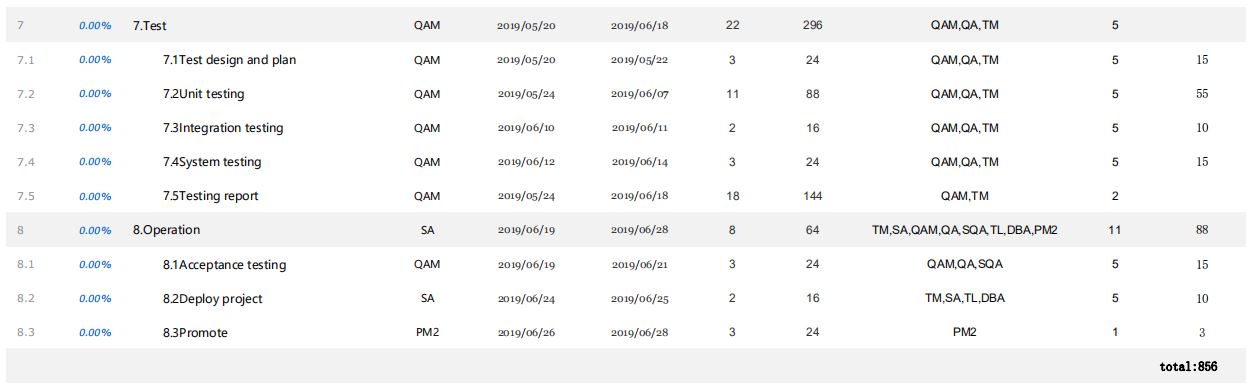 7 0.00% 7.Test QAM 2019/05/20 2019/06/18 22 296 QAM,QA,TM 5
7.1 0.00% 7.1Test design and plan QAM 2019/05/20 2019/05/22 3 24 QAM,QA,TM 5 15
7.2 0.00% 7.2Unit testing QAM 2019/05/24 2019/06/07 11 88 QAM,QA,TM 5 55
7.3 0.00% 7.3Integration testing QAM 2019/06/10 2019/06/11 2 16 QAM,QA,TM 5 10
7.4 0.00% 7.4System testing QAM 2019/06/12 2019/06/14 3 24 QAM,QA,TM 5 15
7.5 0.00% 7.5Testing report QAM 2019/05/24 2019/06/18 18 144 QAM,TM 2
8 0.00% 8.Operation SA 2019/06/19 2019/06/28 8 64 TM,SA,QAM,QA,SQA,TL,DBA,PM2 11 88
8.1 0.00% 8.1Acceptance testing QAM 2019/06/19 2019/06/21 3 24 QAM,QA,SQA 5 15
8.2 0.00% 8.2Deploy project SA 2019/06/24 2019/06/25 2 16 TM,SA,TL,DBA 5 10
8.3 0.00% 8.3Promote PM2 2019/06/26 2019/06/28 3 24 PM2 1 3
total:856